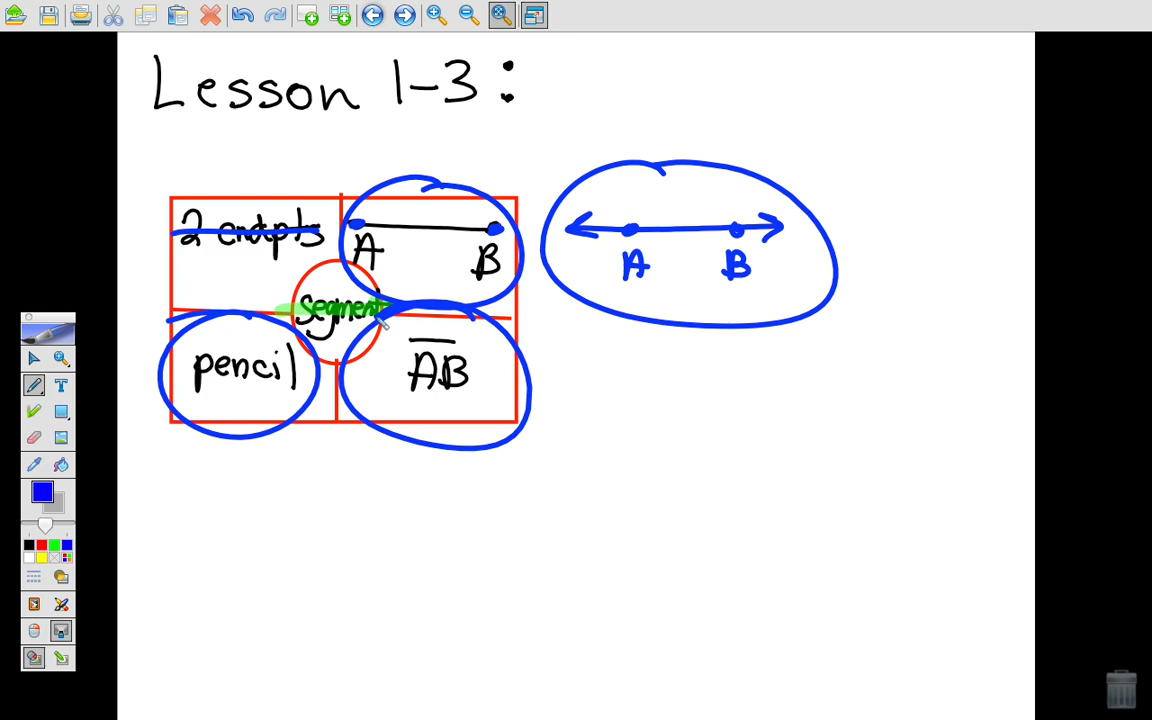 Lesson 1-3:
2 endpts
A B
A B
segment
pencil
AB